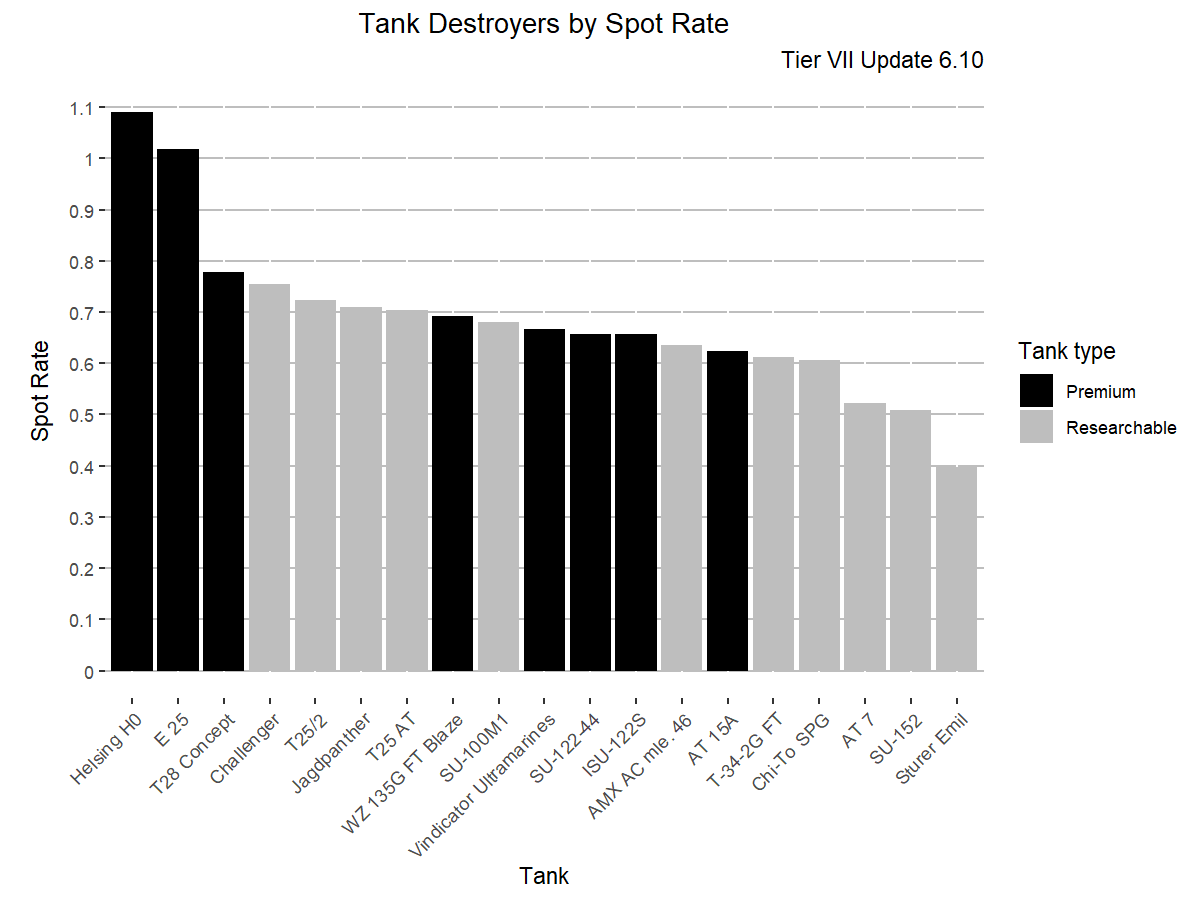 Tank Destroyers by Spot Rate
Tier VII Update 6.10
1.1
1
0.9
0.8
0.7
0.6
0.5
0.4
0.3
0.2
0.1
0
Spot Rate
Helsing H0
E 25
T28 Concept
Challenger
T25/2
Jagdpanther
T25 AT
WZ 135G FT Blaze
SU-100M1
Vindicator Ultramarines
SU-122-44
ISU-122S
AMX AC mle. 46
AT 15A
T-34-2G FT
Chi-To SPG
AT 7
SU-152
Sturer Emil
Tank
Tank type
Premium
Researchable